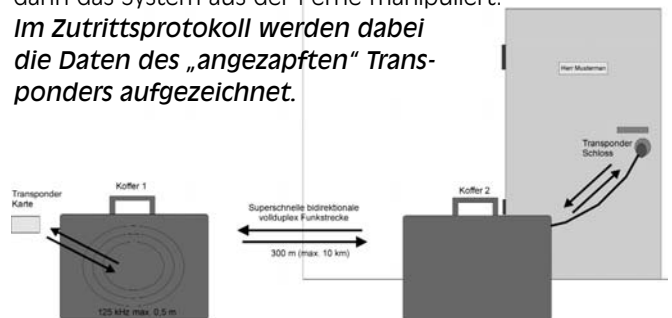 dann das System aus der Ferne manipuliert.
Im Zutrittsprotokoll werden dabei
die Daten des „angezapften“ Trans-
ponders aufgezeichnet.
Herr Musterman
Transponder
Schloss
Transponder
Karte
Koffer 1
Superschnelle bidirektionale
vollduplex Funkstrecke
300 m (max. 10 km)
Koffer 2
125 kHz max. 0,5 m